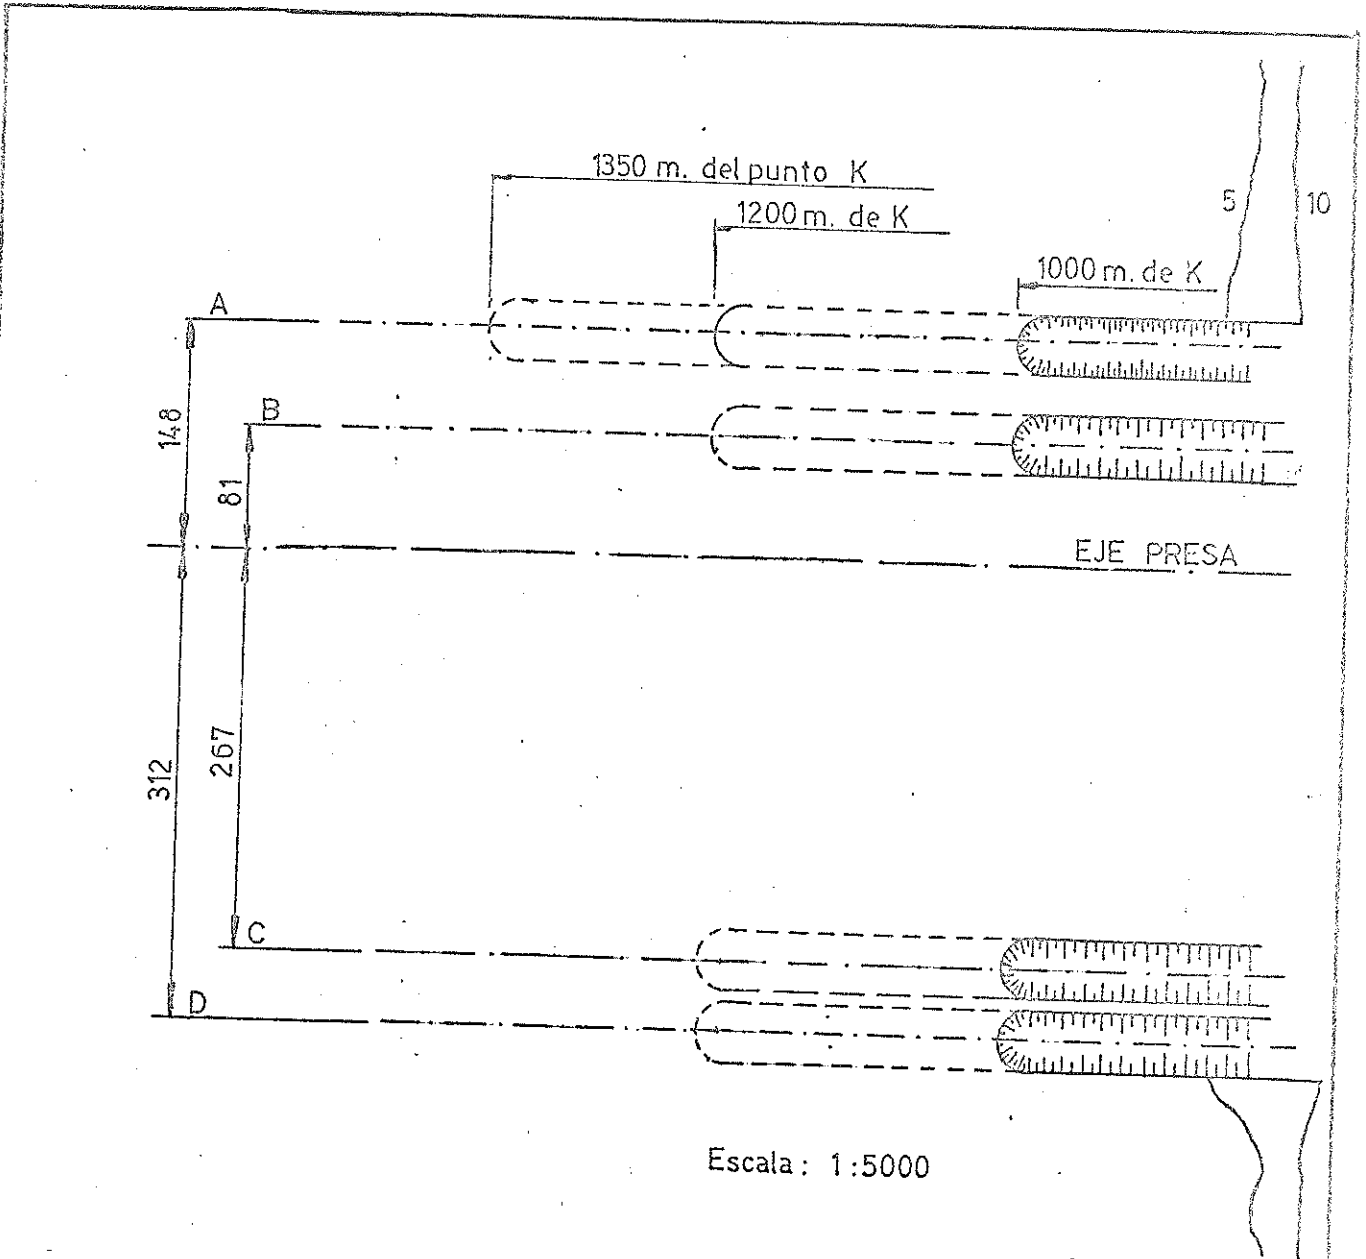 1350 m. del punto K
1200 m. de K
5
10
1000 m. de K
A
B
148
81
EJE PRESA
267
312
C
D
Escala: 1:5000